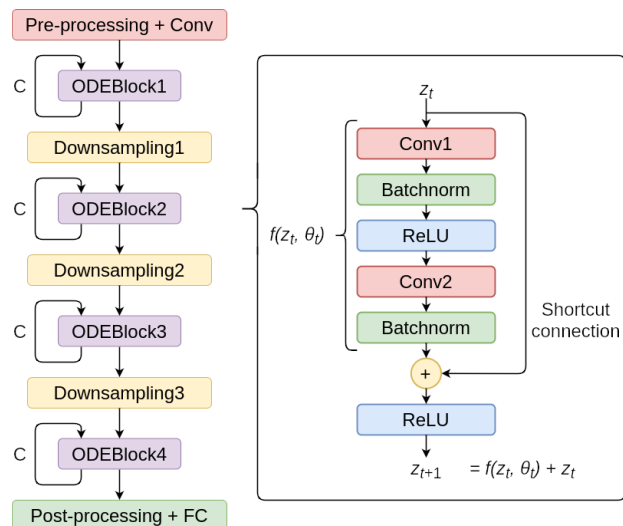 Pre-processing + Conv
C
ODEBlock1
Downsampling1
C
ODEBlock2
Downsampling2
C
ODEBlock3
Downsampling3
C
ODEBlock4
Post-processing + FC
z_t
Conv1
Batchnorm
f(z_t, θ_t)
ReLU
Conv2
Batchnorm
Shortcut
connection
+
ReLU
z_{t+1} = f(z_t, θ_t) + z_t